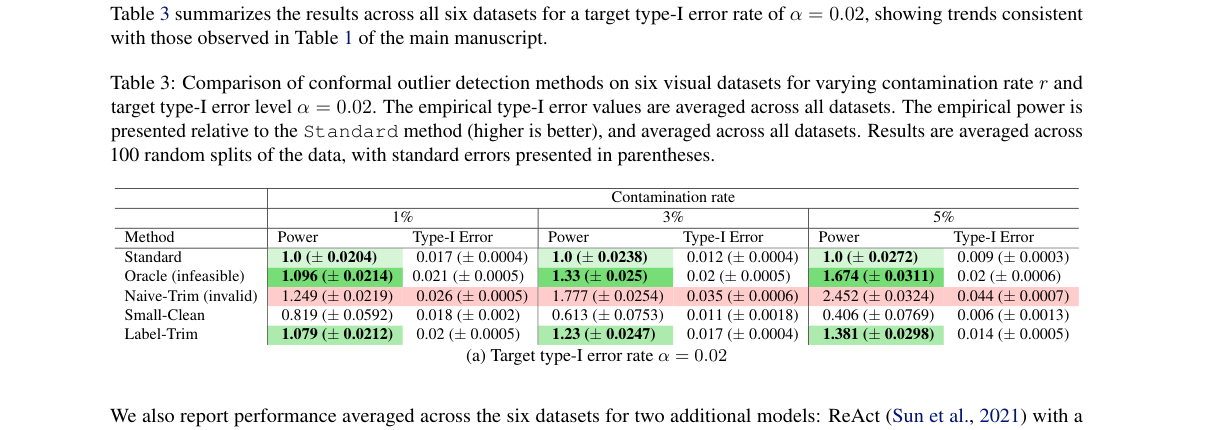 Table 3 summarizes the results across all six datasets for a target type-I error rate of α = 0.02, showing trends consistent
with those observed in Table 1 of the main manuscript.
Table 3: Comparison of conformal outlier detection methods on six visual datasets for varying contamination rate r and
target type-I error level α = 0.02. The empirical type-I error values are averaged across all datasets. The empirical power is
presented relative to the Standard method (higher is better), and averaged across all datasets. Results are averaged across
100 random splits of the data, with standard errors presented in parentheses.
Contamination rate
1% 3% 5%
Method Power Type-I Error Power Type-I Error Power Type-I Error
Standard 1.0 (± 0.0204) 0.017 (± 0.0004) 1.0 (± 0.0238) 0.012 (± 0.0004) 1.0 (± 0.0272) 0.009 (± 0.0003)
Oracle (infeasible) 1.096 (± 0.0214) 0.021 (± 0.0005) 1.33 (± 0.025) 0.02 (± 0.0005) 1.674 (± 0.0311) 0.02 (± 0.0006)
Naive-Trim (invalid) 1.249 (± 0.0219) 0.026 (± 0.0005) 1.777 (± 0.0254) 0.035 (± 0.0006) 2.452 (± 0.0324) 0.044 (± 0.0007)
Small-Clean 0.819 (± 0.0592) 0.018 (± 0.002) 0.613 (± 0.0753) 0.011 (± 0.0018) 0.406 (± 0.0769) 0.006 (± 0.0013)
Label-Trim 1.079 (± 0.0212) 0.02 (± 0.0005) 1.23 (± 0.0247) 0.017 (± 0.0004) 1.381 (± 0.0298) 0.014 (± 0.0005)
(a) Target type-I error rate α = 0.02
We also report performance averaged across the six datasets for two additional models: ReAct (Sun et al., 2021) with a